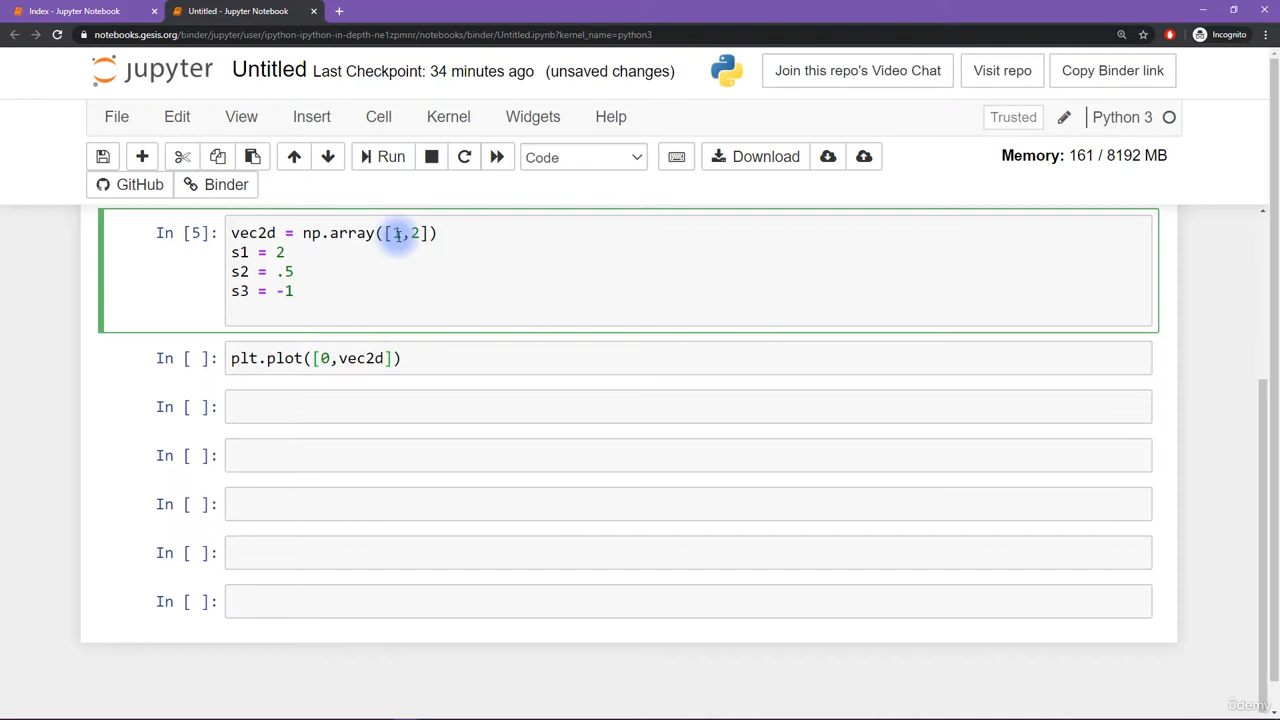 Index - Jupyter Notebook
Untitled - Jupyter Notebook
notebooks.gesis.org/binder/jupyter/user/ipython-ipython-in-depth-ne1zpmnr/notebooks/binder/Untitled.ipynb?kernel_name=python3
Incognito
jupyter Untitled Last Checkpoint: 34 minutes ago (unsaved changes)
Join this repo's Video Chat
Visit repo
Copy Binder link
File Edit View Insert Cell Kernel Widgets Help
Trusted
Python 3
Run
Code
Download
Memory: 161 / 8192 MB
GitHub
Binder
In [5]: vec2d = np.array([1,2])
s1 = 2
s2 = .5
s3 = -1
In [ ]: plt.plot([0,vec2d])
In [ ]:
In [ ]:
In [ ]:
In [ ]:
In [ ]:
ûdemy